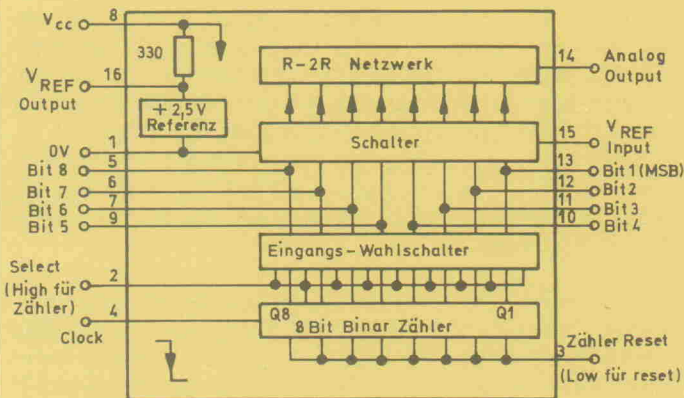 Vcc
8
330
16
VREF
Output
+2,5V
Referenz
R-2R Netzwerk
14
Analog
Output
0V
1
Schalter
15
VREF
Input
Bit 8
5
13
Bit 1 (MSB)
Bit 7
6
12
Bit 2
Bit 6
7
11
Bit 3
Bit 5
9
10
Bit 4
Eingangs-Wahlschalter
Select
(High für
Zähler)
2
4
Clock
Q8
Q1
8 Bit Binar Zähler
3
Zähler Reset
(Low für reset)